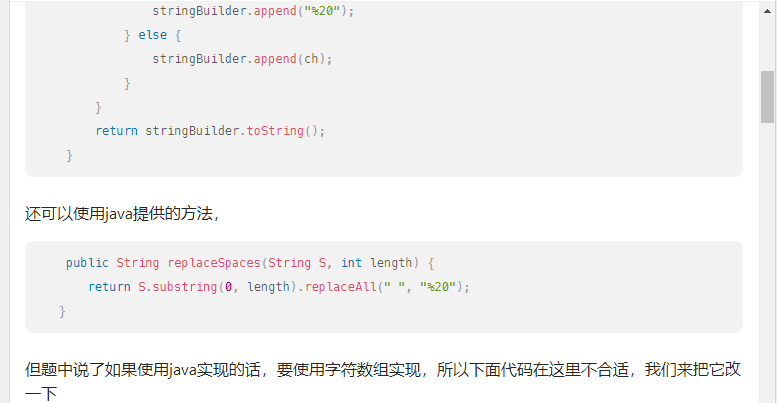 stringBuilder.append("%20");
} else {
stringBuilder.append(ch);
}
}
return stringBuilder.toString();
}
还可以使用java提供的方法，
public String replaceSpaces(String S, int length) {
return S.substring(0, length).replaceAll(" ", "%20");
}
但题中说了如果使用java实现的话，要使用字符数组实现，所以下面代码在这里不合适，我们来把它改
一下